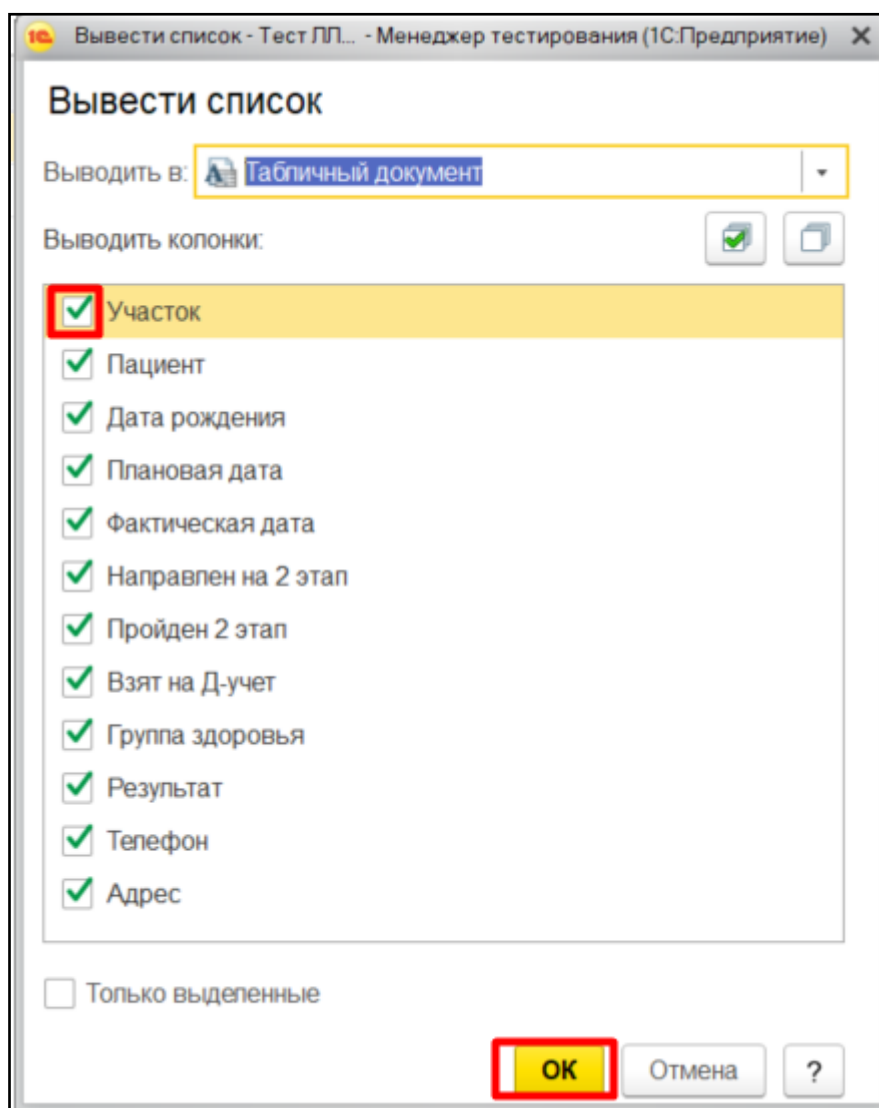 1С Вывести список - Тест ЛП... - Менеджер тестирования (1С:Предприятие)
Вывести список
Выводить в: Табличный документ
Выводить колонки:
Участок
Пациент
Дата рождения
Плановая дата
Фактическая дата
Направлен на 2 этап
Пройден 2 этап
Взят на Д-учет
Группа здоровья
Результат
Телефон
Адрес
Только выделенные
ОК Отмена ?